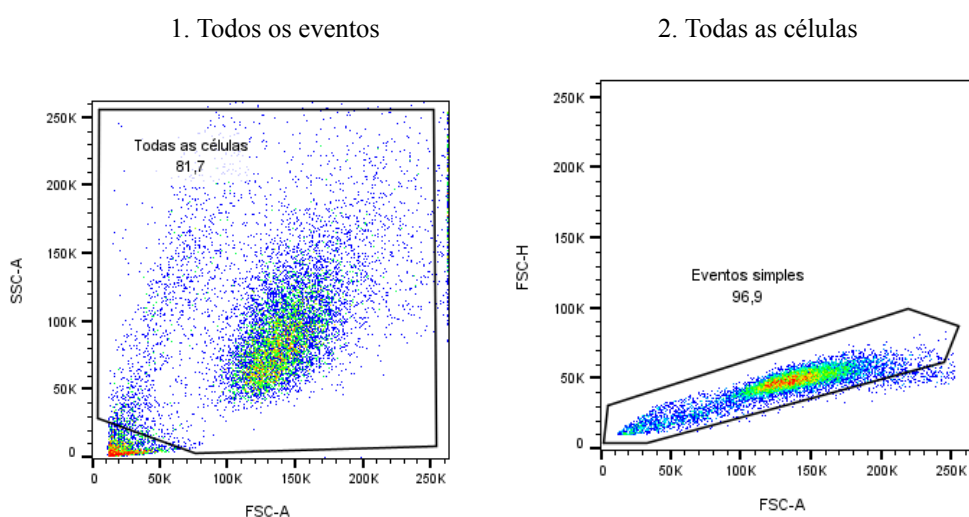 1. Todos os eventos
2. Todas as células
250K
200K
150K
100K
50K
0
SSC-A
Todas as células
81,7
0
50K
100K
150K
200K
250K
FSC-A
250K
200K
150K
100K
50K
0
FSC-H
Eventos simples
96,9
0
50K
100K
150K
200K
250K
FSC-A